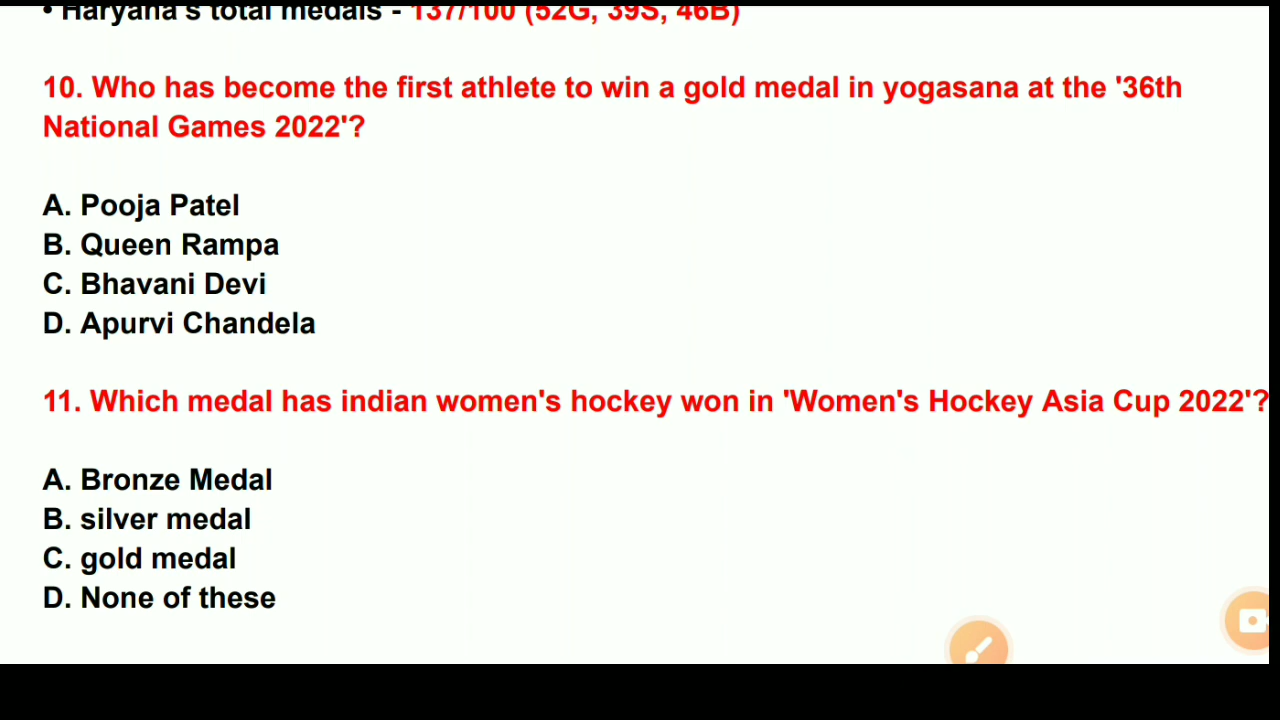 • Haryana's total medals - 137/100 (52G, 39S, 46B)
10. Who has become the first athlete to win a gold medal in yogasana at the '36th
National Games 2022'?
A. Pooja Patel
B. Queen Rampa
C. Bhavani Devi
D. Apurvi Chandela
11. Which medal has indian women's hockey won in 'Women's Hockey Asia Cup 2022'?
A. Bronze Medal
B. silver medal
C. gold medal
D. None of these